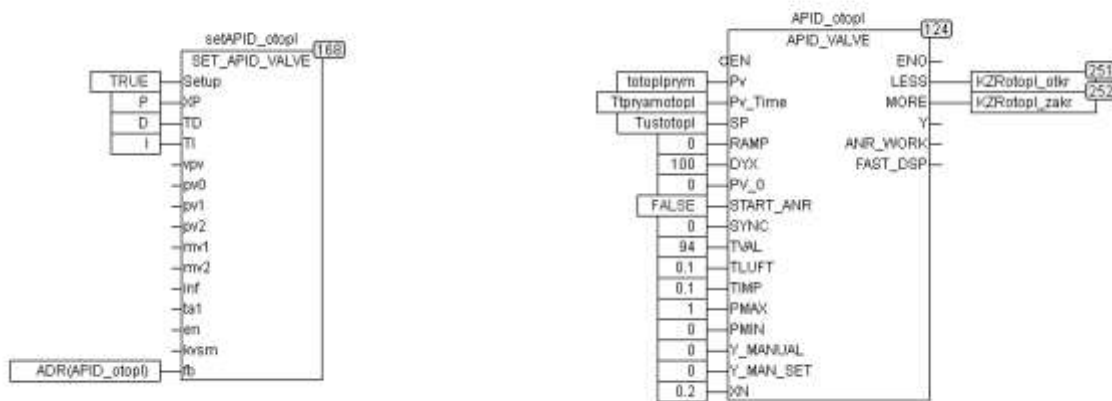 setAPID_otopl
168
SET_APID_VALVE
TRUE Setup
P XP
D TD
I TI
vpv
pv0
pv1
pv2
mv1
mv2
inf
ta1
en
kvsm
ADR(APID_otopl) fb
APID_otopl
124
APID_VALVE
EN ENO
totoplprym Pv LESS KZRotopl_otkr 251
Ttpryamotopl Pv_Time MORE KZRotopl_zakr 252
Tustotopl SP Y
0 RAMP ANR_WORK
100 DYX FAST_DSP
0 PV_0
FALSE START_ANR
0 SYNC
94 TVAL
0.1 TLUFT
0.1 TIMP
1 PMAX
0 PMIN
0 Y_MANUAL
0 Y_MAN_SET
0.2 XN